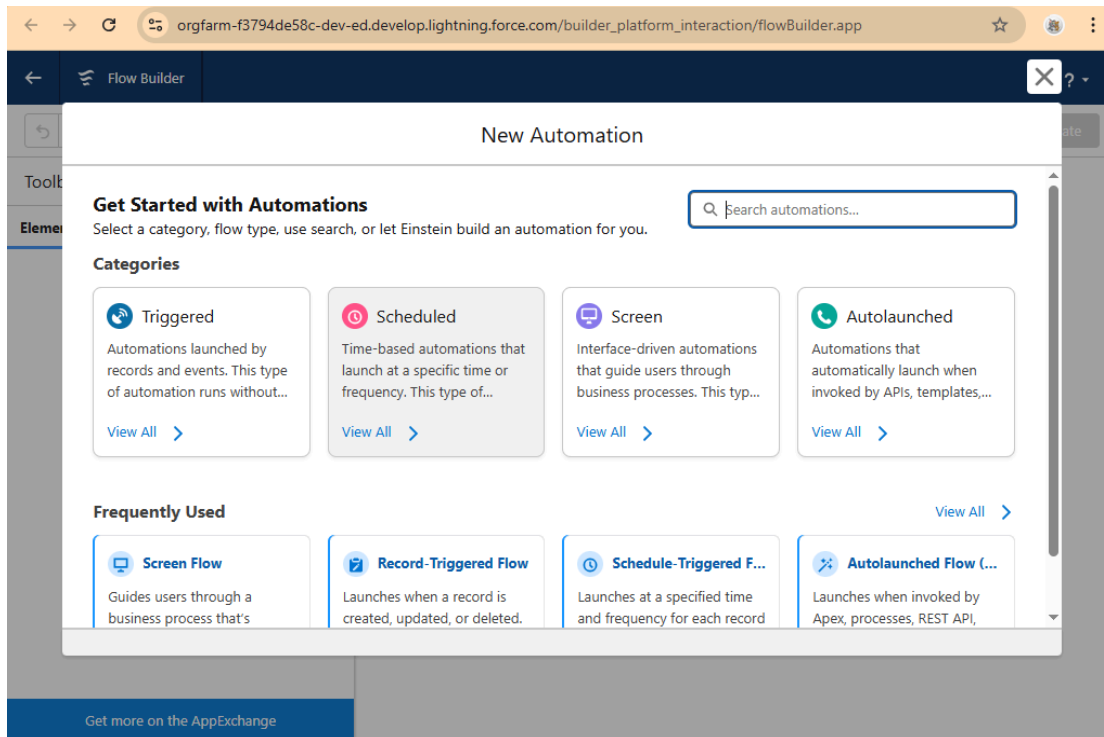 orgfarm-f3794de58c-dev-ed.develop.lightning.force.com/builder_platform_interaction/flowBuilder.app
Flow Builder
?
New Automation
ate
Toolb
Get Started with Automations
Search automations...
Select a category, flow type, use search, or let Einstein build an automation for you.
Elemen
Categories
Triggered
Automations launched by
records and events. This type
of automation runs without...
View All
Scheduled
Time-based automations that
launch at a specific time or
frequency. This type of...
View All
Screen
Interface-driven automations
that guide users through
business processes. This typ...
View All
Autolaunched
Automations that
automatically launch when
invoked by APIs, templates,...
View All
Frequently Used
View All
Screen Flow
Guides users through a
business process that's
Record-Triggered Flow
Launches when a record is
created, updated, or deleted.
Schedule-Triggered F...
Launches at a specified time
and frequency for each record
Autolaunched Flow (...
Launches when invoked by
Apex, processes, REST API,
Get more on the AppExchange